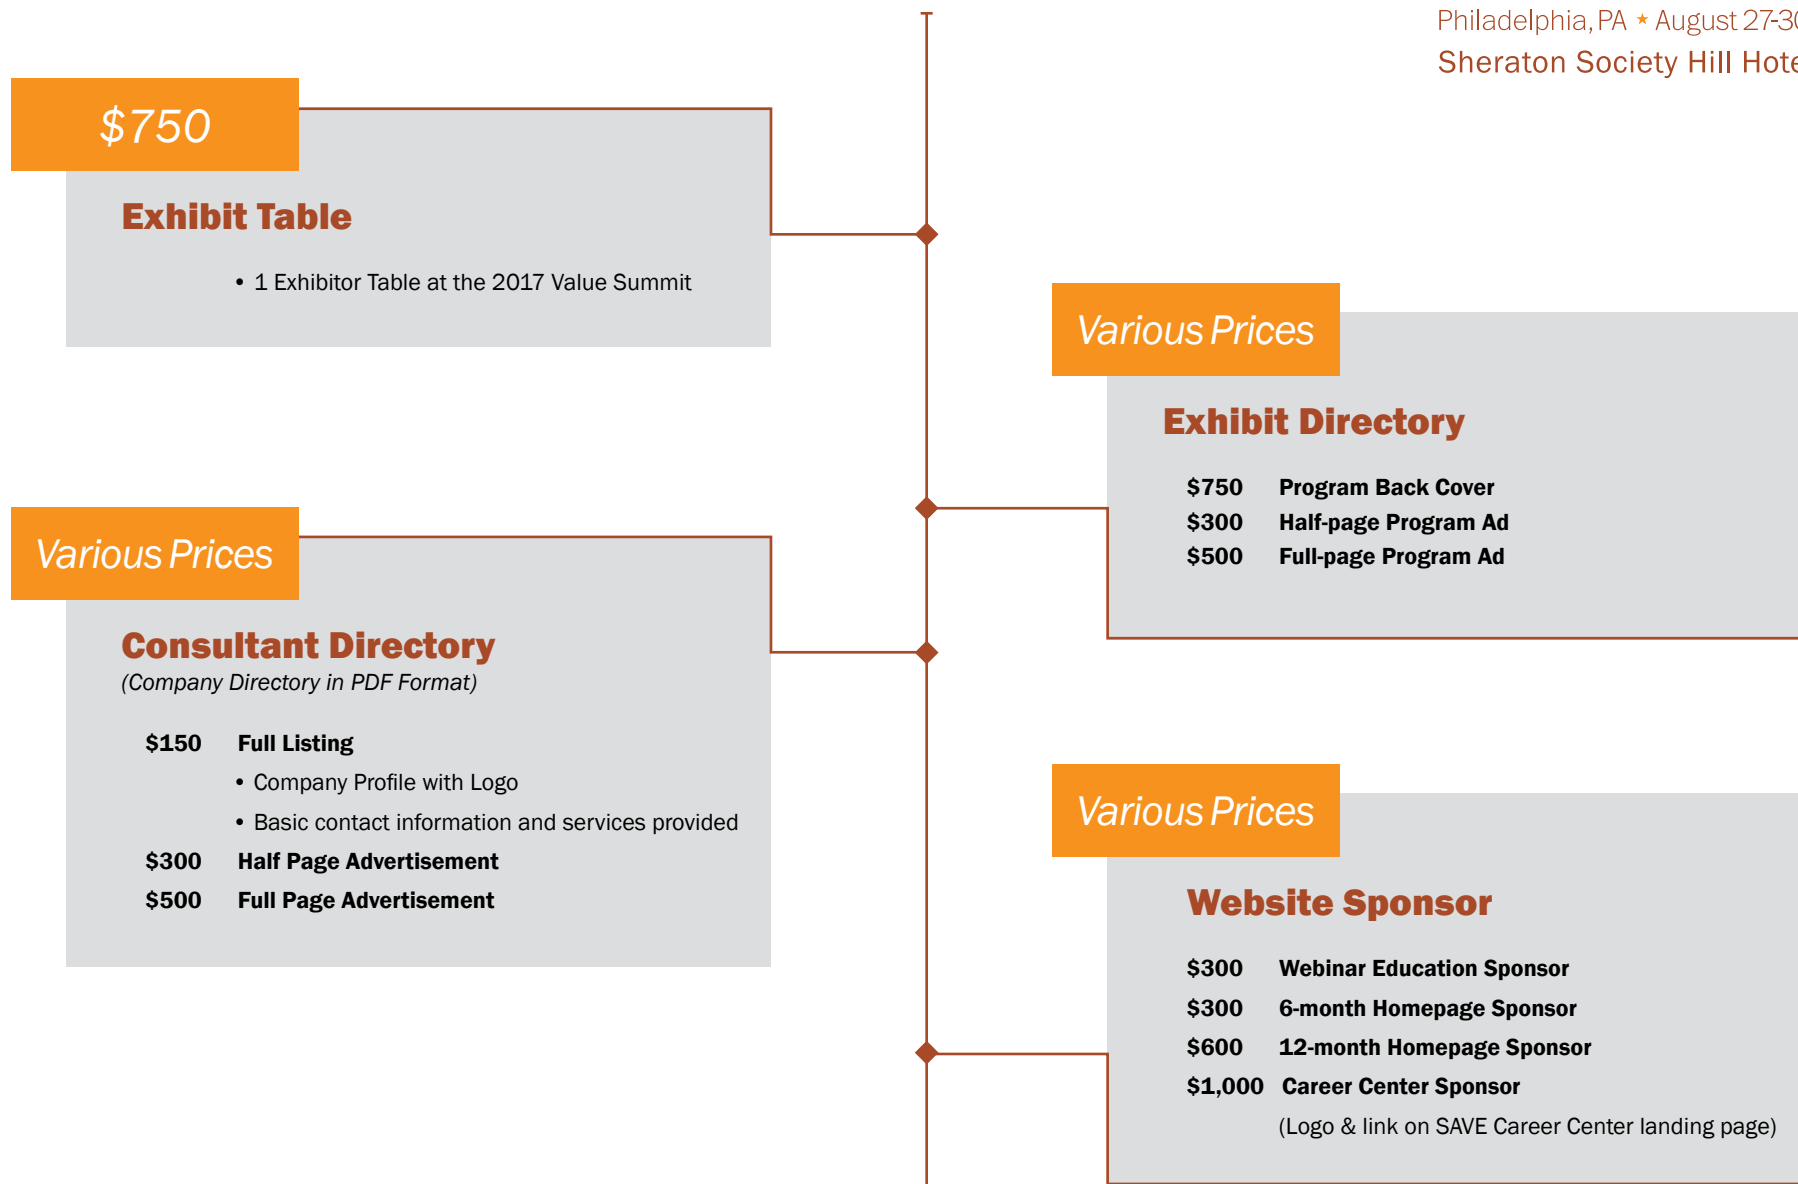 Philadelphia, PA ★ August 27-30
Sheraton Society Hill Hote
$750
Exhibit Table
• 1 Exhibitor Table at the 2017 Value Summit
Various Prices
Exhibit Directory
$750 Program Back Cover
$300 Half-page Program Ad
$500 Full-page Program Ad
Various Prices
Consultant Directory
(Company Directory in PDF Format)
$150 Full Listing
• Company Profile with Logo
• Basic contact information and services provided
$300 Half Page Advertisement
$500 Full Page Advertisement
Various Prices
Website Sponsor
$300 Webinar Education Sponsor
$300 6-month Homepage Sponsor
$600 12-month Homepage Sponsor
$1,000 Career Center Sponsor
(Logo & link on SAVE Career Center landing page)